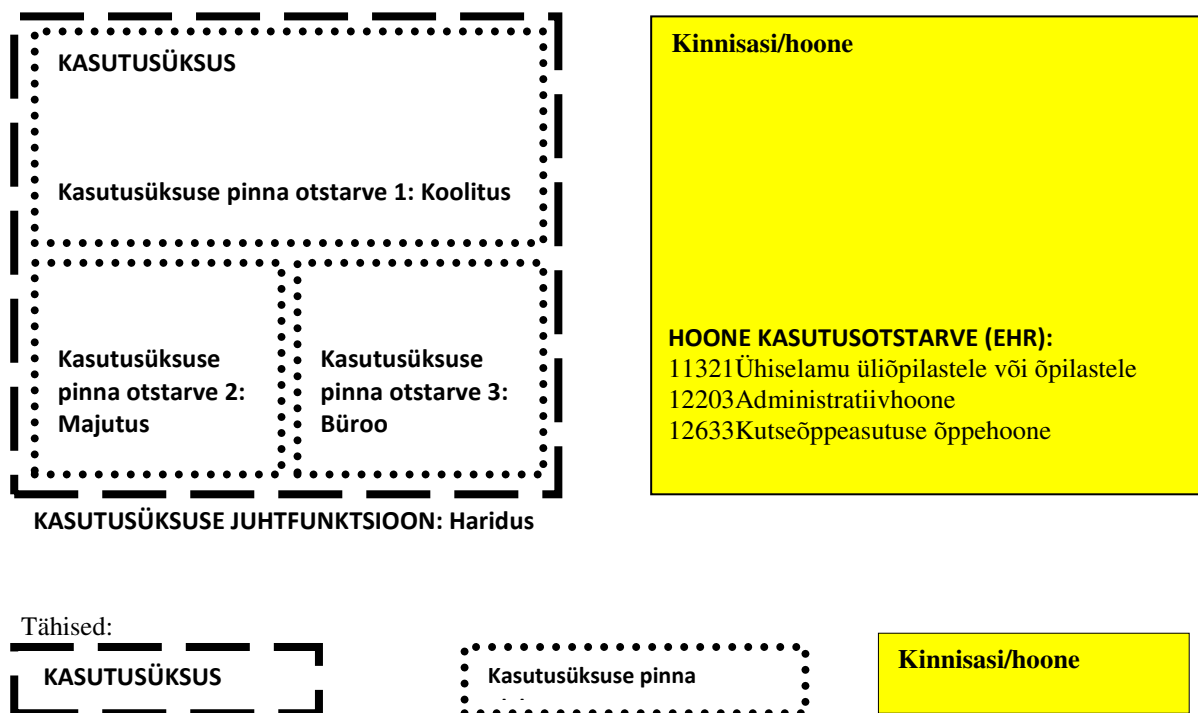 KASUTUSÜKSUS
Kasutusüksuse pinna otstarve 1: Koolitus
Kasutusüksuse
pinna otstarve 2:
Majutus
Kasutusüksuse
pinna otstarve 3:
Büroo
KASUTUSÜKSUSE JUHTFUNKTSIOON: Haridus
Kinnisasi/hoone
HOONE KASUTUSOTSTARVE (EHR):
11321Ühiselamu üliõpilastele või õpilastele
12203Administratiivhoone
12633Kutseõppeasutuse õppehoone
Tähised:
KASUTUSÜKSUS
Kasutusüksuse pinna
Kinnisasi/hoone